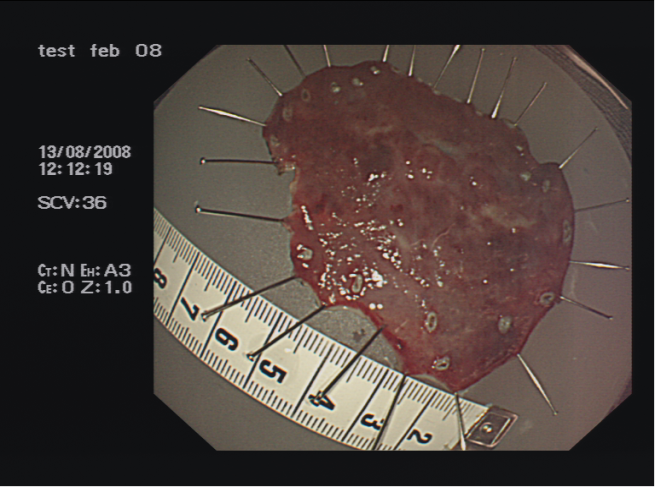 test feb 08
13/08/2008
12:12:19
SCV:36
CT:N EH:A3
CE:0 Z:1.0
8 7 6 5 4 3 2